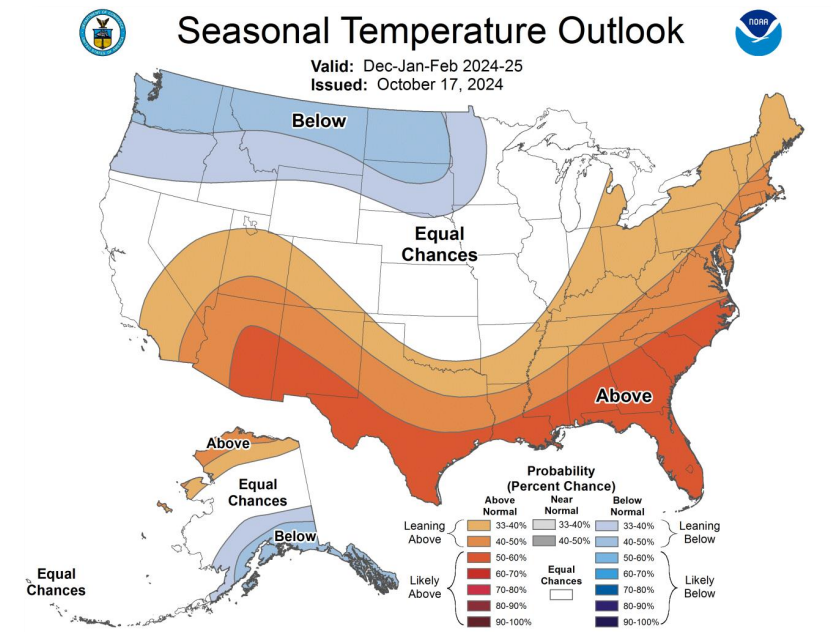 Seasonal Temperature Outlook
NOAA
Valid: Dec-Jan-Feb 2024-25
Issued: October 17, 2024
Below
Equal
Chances
Above
Above
Equal
Chances
Below
Equal
Chances
Probability
(Percent Chance)
Above
Normal
Near
Normal
Below
Normal
Leaning
Above
33-40%
40-50%
33-40%
40-50%
33-40%
40-50%
Leaning
Below
Likely
Above
50-60%
60-70%
70-80%
80-90%
90-100%
Equal
Chances
50-60%
60-70%
70-80%
80-90%
90-100%
Likely
Below